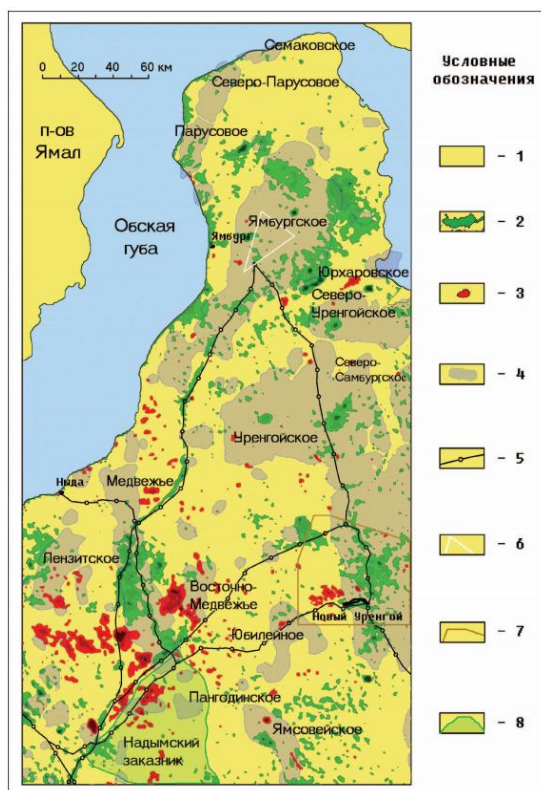 Семаковское
0 20 40 60 км
Северо-Парусовое
п-ов
Ямал
Парусовое
Обская
губа
Ямбургское
Ямбург
Юрхаровское
Северо-
Уренгойское
Северо-
Самбургское
Уренгойское
Ныда
Медвежье
Пензитское
Восточно-
Медвежье
Новый Уренгой
Юбилейное
Пангодинское
Ямсовейское
Надымский
заказник
Условные
обозначения
- 1
- 2
- 3
- 4
- 5
- 6
- 7
- 8